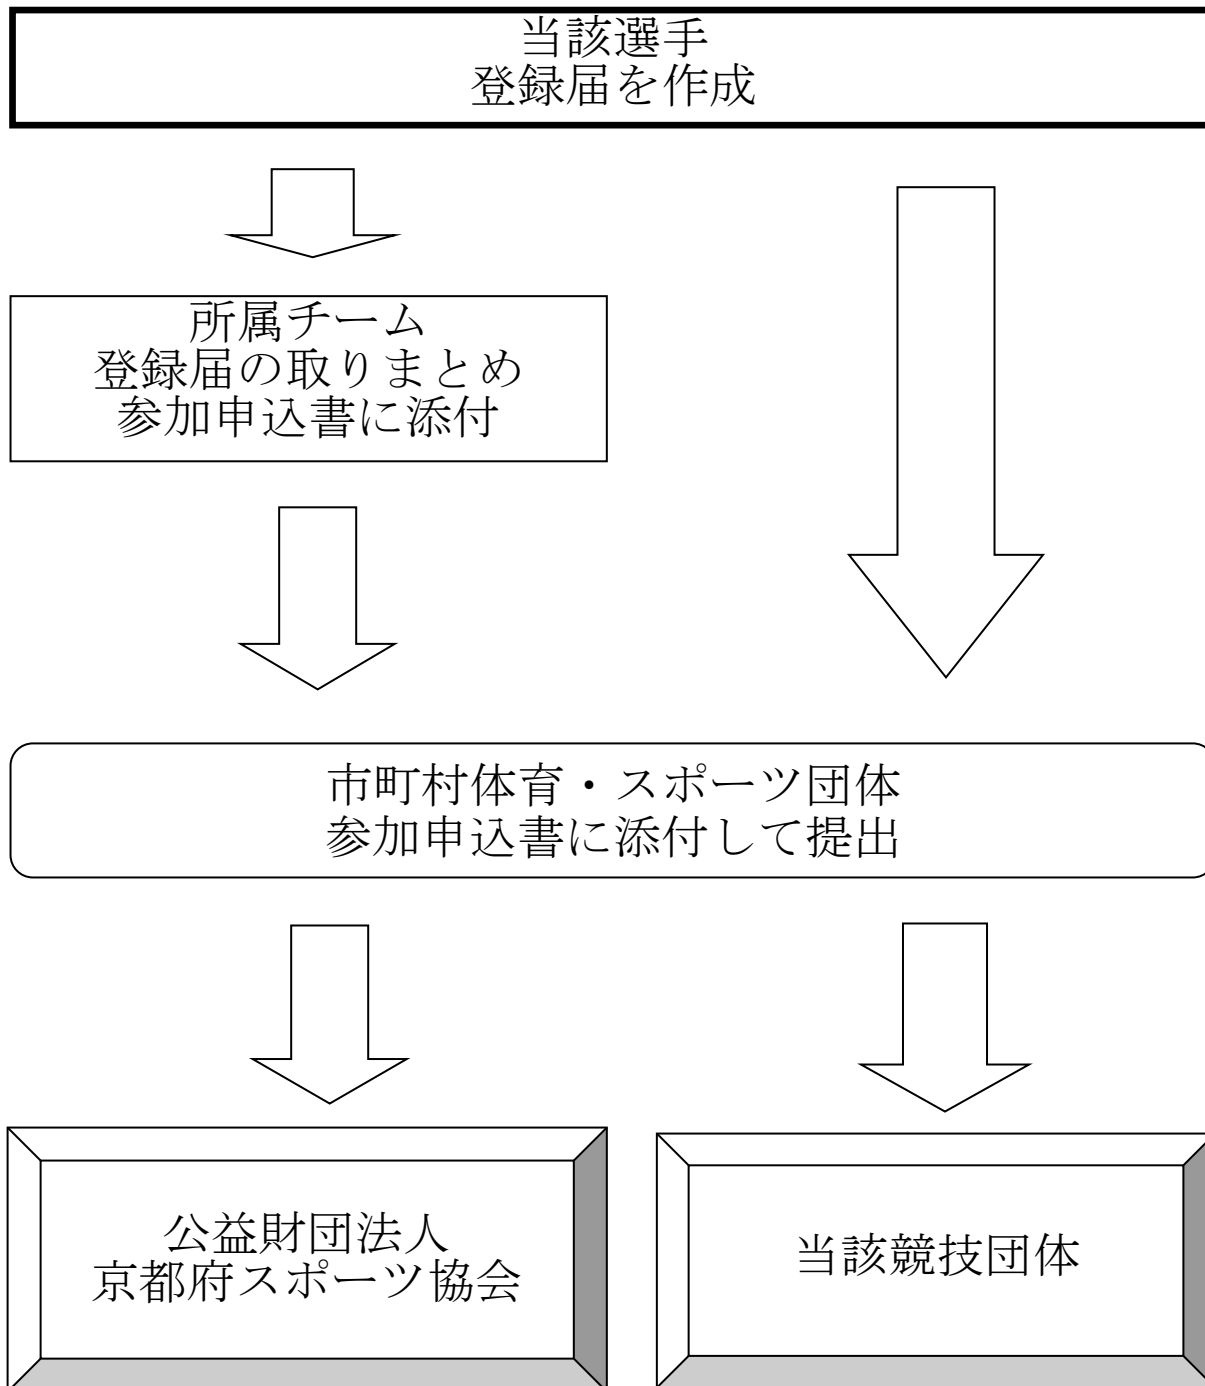 当該選手
登録届を作成
所属チーム
登録届の取りまとめ
参加申込書に添付
市町村体育・スポーツ団体
参加申込書に添付して提出
公益財団法人
京都府スポーツ協会
当該競技団体